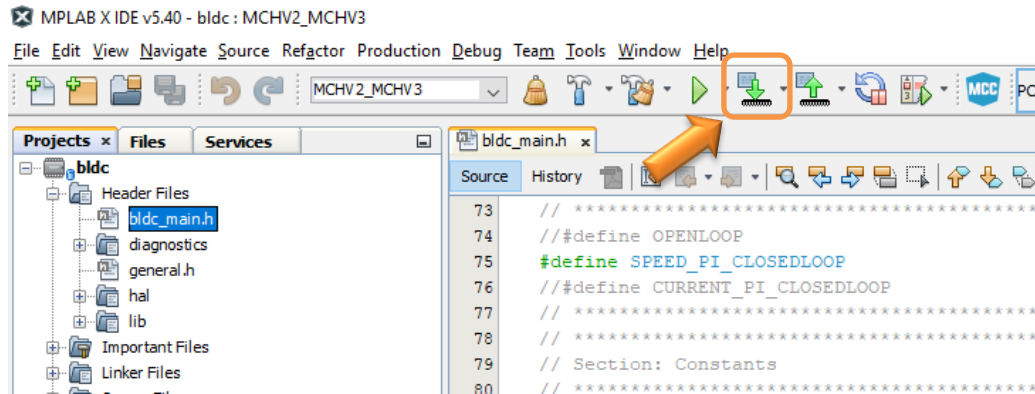 MPLAB X IDE v5.40 - bldc : MCHV2_MCHV3
File Edit View Navigate Source Refactor Production Debug Team Tools Window Help
MCHV2_MCHV3 MCC PC
Projects × Files Services
bldc_main.h ×
bldc
Header Files
bldc_main.h
diagnostics
general.h
hal
lib
Important Files
Linker Files
Source History
73 // ****************************************
74 //#define OPENLOOP
75 #define SPEED_PI_CLOSEDLOOP
76 //#define CURRENT_PI_CLOSEDLOOP
77 // ****************************************
78 // ****************************************
79 // Section: Constants
80 // ****************************************